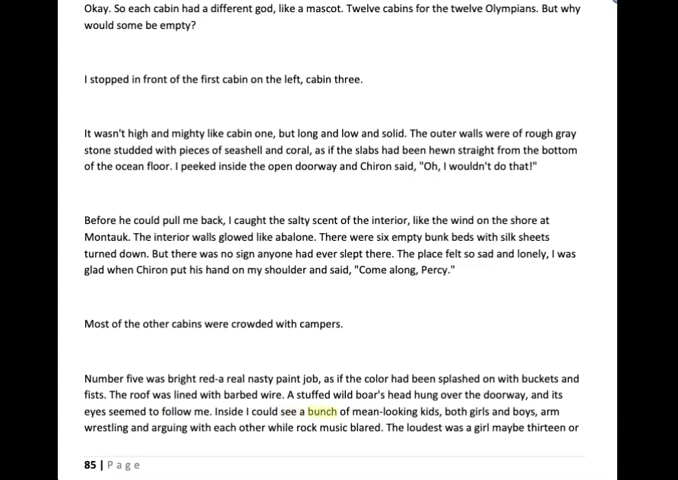 Okay. So each cabin had a different god, like a mascot. Twelve cabins for the twelve Olympians. But why
would some be empty?
I stopped in front of the first cabin on the left, cabin three.
It wasn't high and mighty like cabin one, but long and low and solid. The outer walls were of rough gray
stone studded with pieces of seashell and coral, as if the slabs had been hewn straight from the bottom
of the ocean floor. I peeked inside the open doorway and Chiron said, "Oh, I wouldn't do that!"
Before he could pull me back, I caught the salty scent of the interior, like the wind on the shore at
Montauk. The interior walls glowed like abalone. There were six empty bunk beds with silk sheets
turned down. But there was no sign anyone had ever slept there. The place felt so sad and lonely, I was
glad when Chiron put his hand on my shoulder and said, "Come along, Percy."
Most of the other cabins were crowded with campers.
Number five was bright red-a real nasty paint job, as if the color had been splashed on with buckets and
fists. The roof was lined with barbed wire. A stuffed wild boar's head hung over the doorway, and its
eyes seemed to follow me. Inside I could see a bunch of mean-looking kids, both girls and boys, arm
wrestling and arguing with each other while rock music blared. The loudest was a girl maybe thirteen or
85 | Page